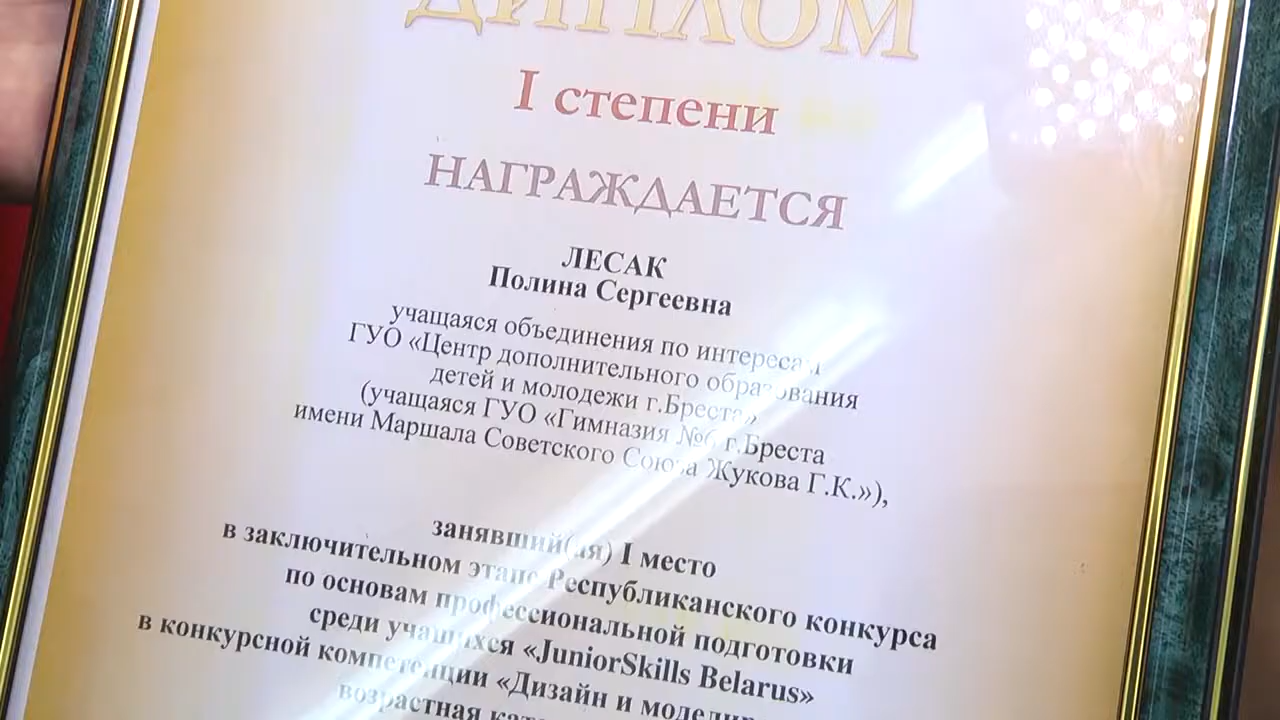 ДИПЛОМ
I степени
НАГРАЖДАЕТСЯ
ЛЕСАК
Полина Сергеевна
учащаяся объединения по интересам
ГУО «Центр дополнительного образования
детей и молодежи г.Бреста»
(учащаяся ГУО «Гимназия №6 г.Бреста
имени Маршала Советского Союза Жукова Г.К.»),
занявший(ая) I место
в заключительном этапе Республиканского конкурса
по основам профессиональной подготовки
среди учащихся «JuniorSkills Belarus»
в конкурсной компетенции «Дизайн и
возрастная